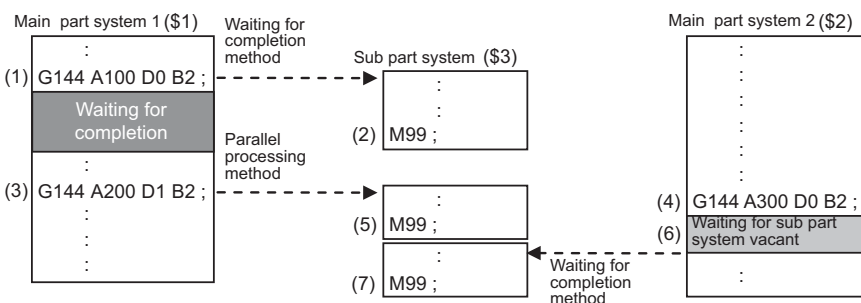 Main part system 1 ($1)
:
(1) G144 A100 D0 B2 ;
Waiting for
completion
:
(3) G144 A200 D1 B2 ;
:
:
:
Waiting for
completion
method
Parallel
processing
method
Sub part system ($3)
:
:
(2) M99 ;
:
(5) M99 ;
:
(7) M99 ;
Waiting for
completion
method
Main part system 2 ($2)
:
:
:
:
:
:
(4) G144 A300 D0 B2 ;
(6) Waiting for sub part
system vacant
: